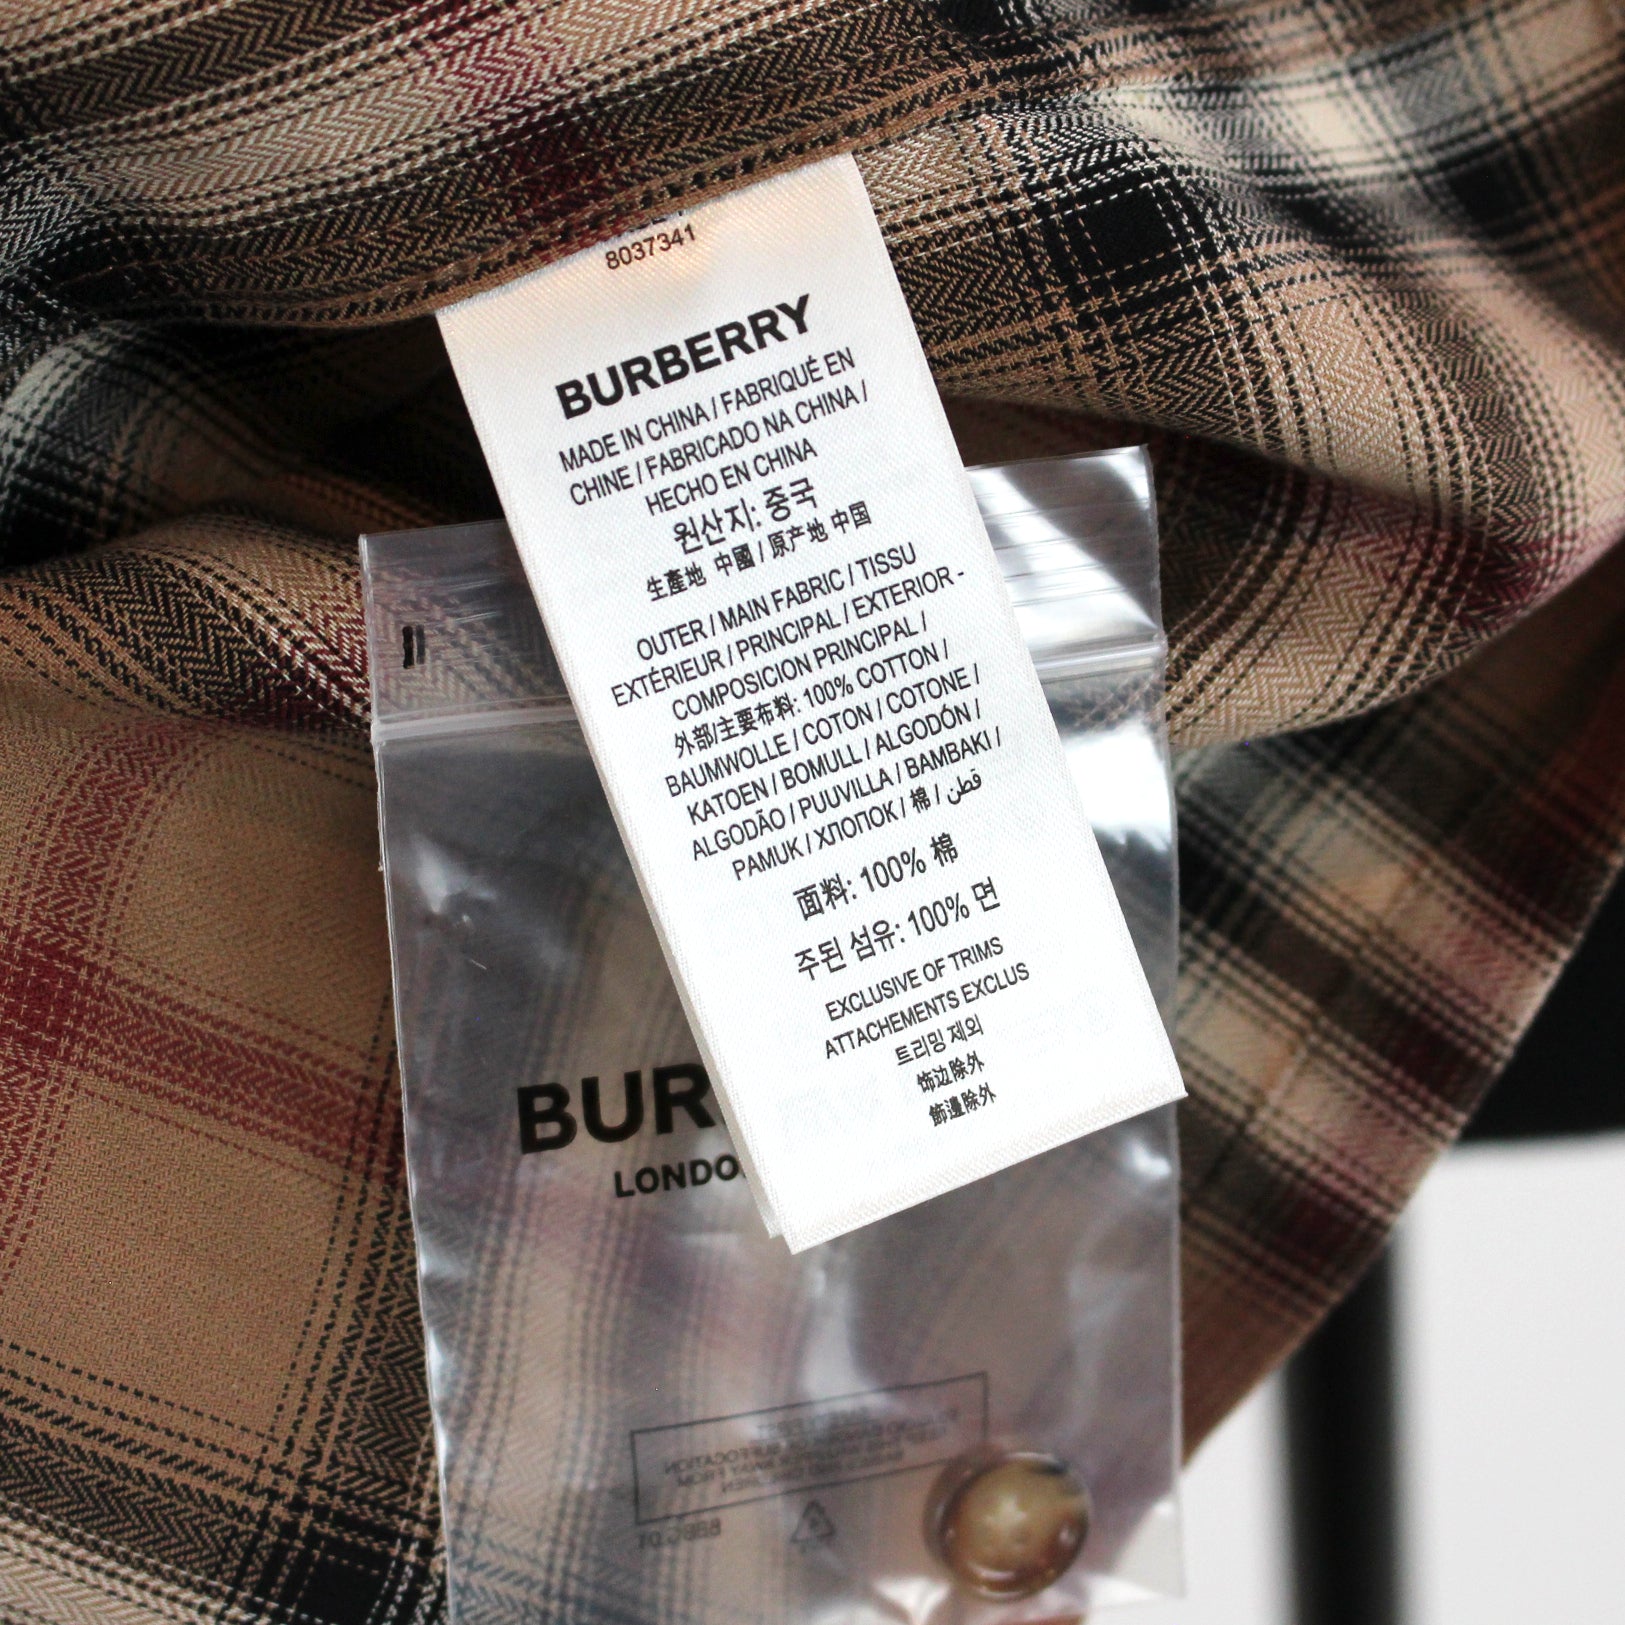 8037341
BURBERRY
MADE IN CHINA / FABRIQUÉ EN
CHINE / FABRICADO NA CHINA /
HECHO EN CHINA
원산지: 중국
生產地 中國 / 原产地 中国
OUTER / MAIN FABRIC / TISSU
EXTÉRIEUR / PRINCIPAL / EXTERIOR -
COMPOSICION PRINCIPAL /
外部/主要布料: 100% COTTON /
BAUMWOLLE / COTON / COTONE /
KATOEN / BOMULL / ALGODÓN /
ALGODÃO / PUUVILLA / BAMBAKI /
PAMUK / ХЛОПОК / 棉 / قطن
面料: 100% 棉
주된 섬유: 100% 면
EXCLUSIVE OF TRIMS
ATTACHEMENTS EXCLUS
트리밍 제외
饰边除外
飾邊除外
BUR
LONDO